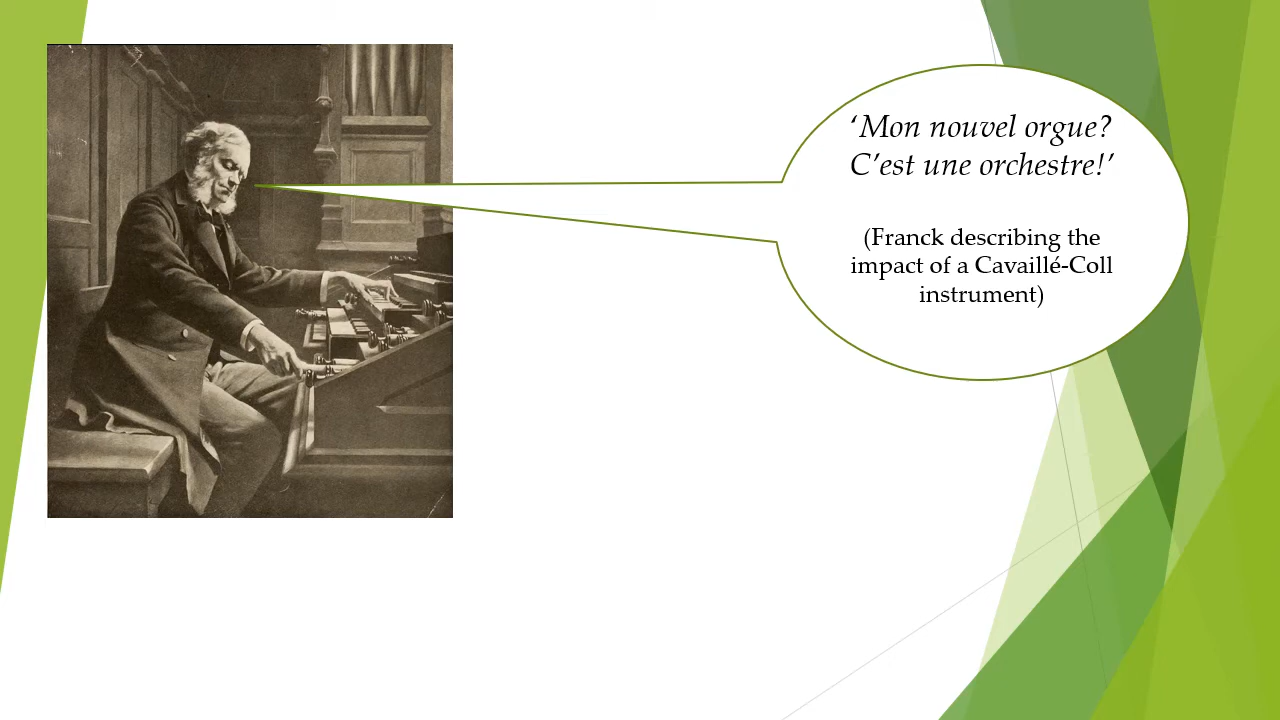 ‘Mon nouvel orgue?
C’est une orchestre!’
(Franck describing the
impact of a Cavaillé-Coll
instrument)